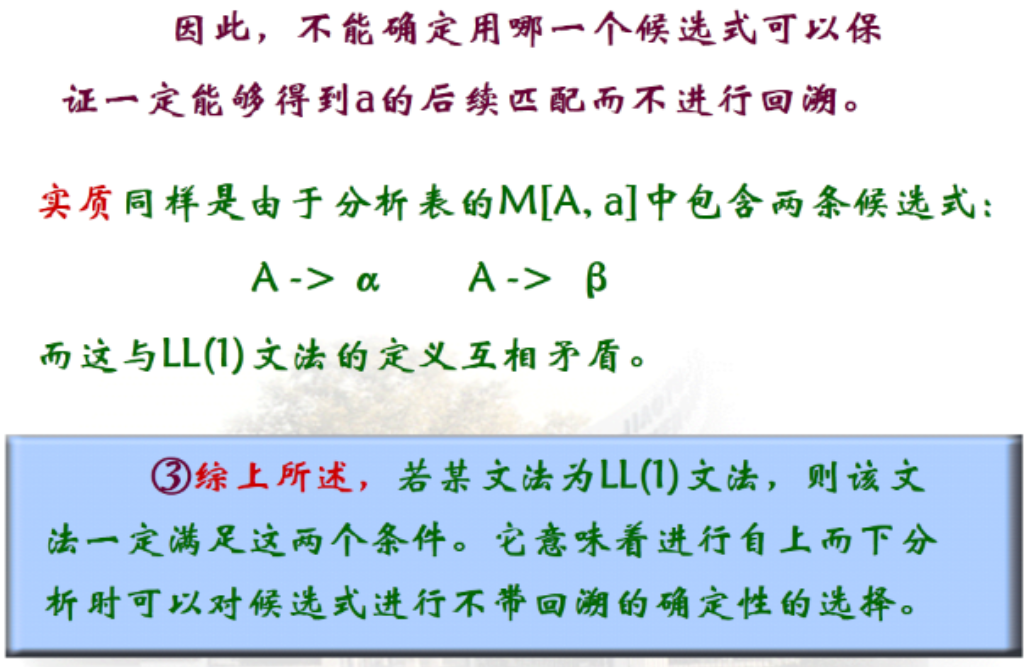 因此，不能确定用哪一个候选式可以保
证一定能够得到a的后续匹配而不进行回溯。
实质同样是由于分析表的M[A, a]中包含两条候选式：
A -> α A -> β
而这与LL(1)文法的定义互相矛盾。
③综上所述，若某文法为LL(1)文法，则该文
法一定满足这两个条件。它意味着进行自上而下分
析时可以对候选式进行不带回溯的确定性的选择。